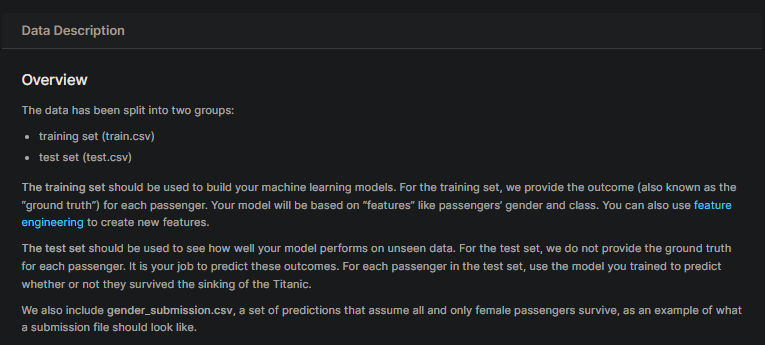 Data Description
Overview
The data has been split into two groups:
• training set (train.csv)
• test set (test.csv)
The training set should be used to build your machine learning models. For the training set, we provide the outcome (also known as the
“ground truth”) for each passenger. Your model will be based on “features” like passengers’ gender and class. You can also use feature
engineering to create new features.
The test set should be used to see how well your model performs on unseen data. For the test set, we do not provide the ground truth
for each passenger. It is your job to predict these outcomes. For each passenger in the test set, use the model you trained to predict
whether or not they survived the sinking of the Titanic.
We also include gender_submission.csv, a set of predictions that assume all and only female passengers survive, as an example of what
a submission file should look like.